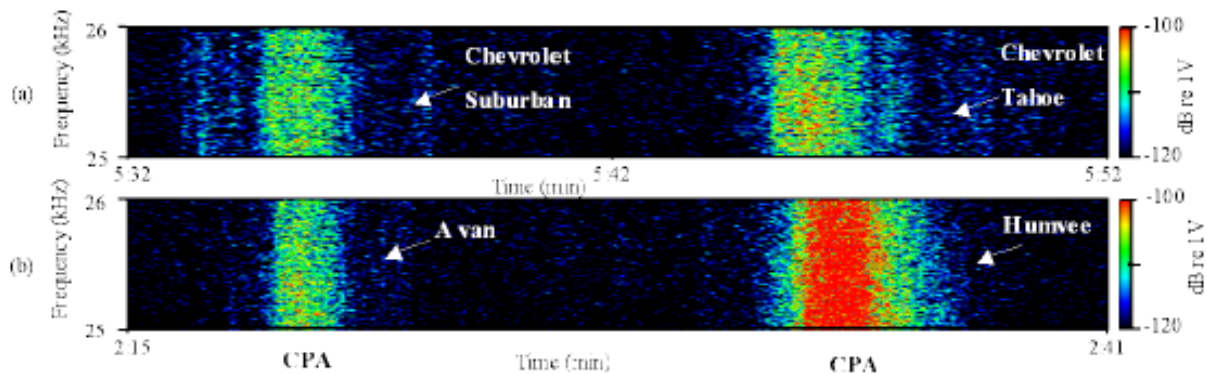 26
-100
Frequency (kHz)
Chevrolet
Suburban
Chevrolet
Tahoe
(a)
dB re 1V
25
-120
5:32
Time (min)
5:42
5:52
26
-100
Frequency (kHz)
A van
Humvee
(b)
dB re 1V
25
-120
2:15
CPA
Time (min)
CPA
2:41